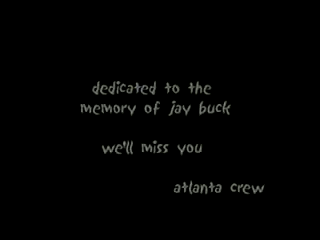 dedicated to the
memory of jay buck
we'll miss you
atlanta crew